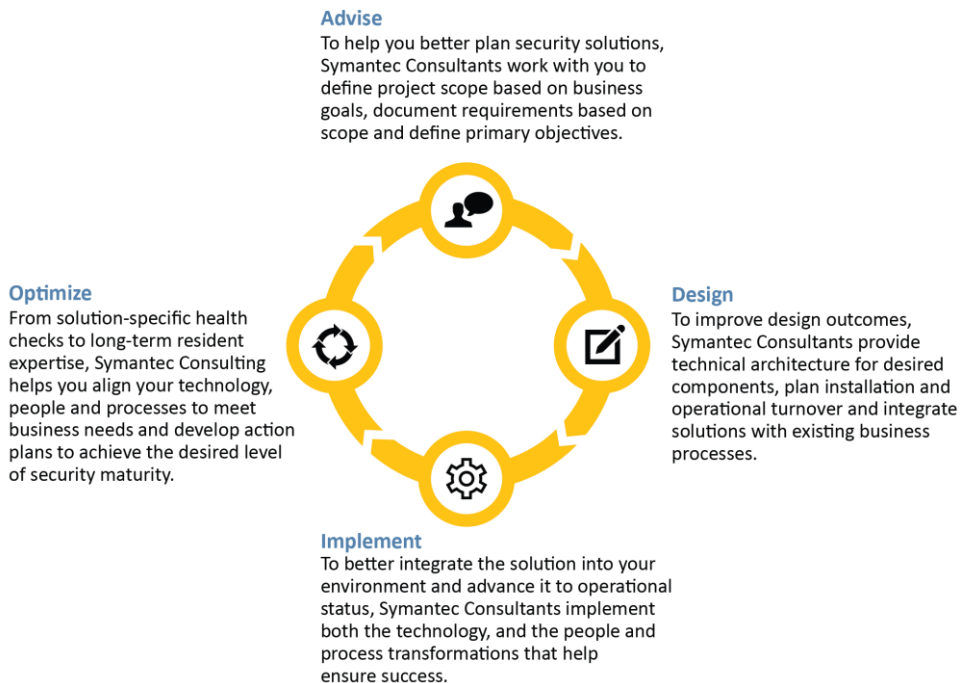 Advise
To help you better plan security solutions,
Symantec Consultants work with you to
define project scope based on business
goals, document requirements based on
scope and define primary objectives.
Optimize
From solution-specific health
checks to long-term resident
expertise, Symantec Consulting
helps you align your technology,
people and processes to meet
business needs and develop action
plans to achieve the desired level
of security maturity.
Design
To improve design outcomes,
Symantec Consultants provide
technical architecture for desired
components, plan installation and
operational turnover and integrate
solutions with existing business
processes.
Implement
To better integrate the solution into your
environment and advance it to operational
status, Symantec Consultants implement
both the technology, and the people and
process transformations that help
ensure success.